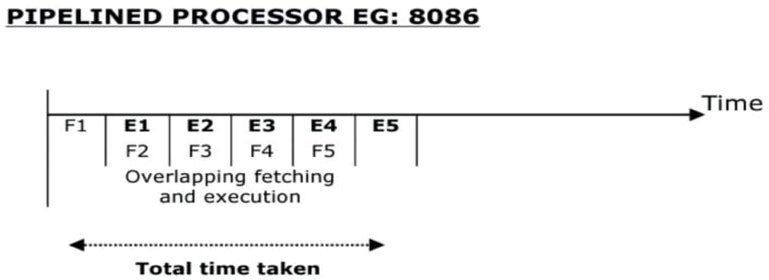 PIPELINED PROCESSOR EG: 8086
Time
F1 E1 E2 E3 E4 E5
F2 F3 F4 F5
Overlapping fetching
and execution
Total time taken